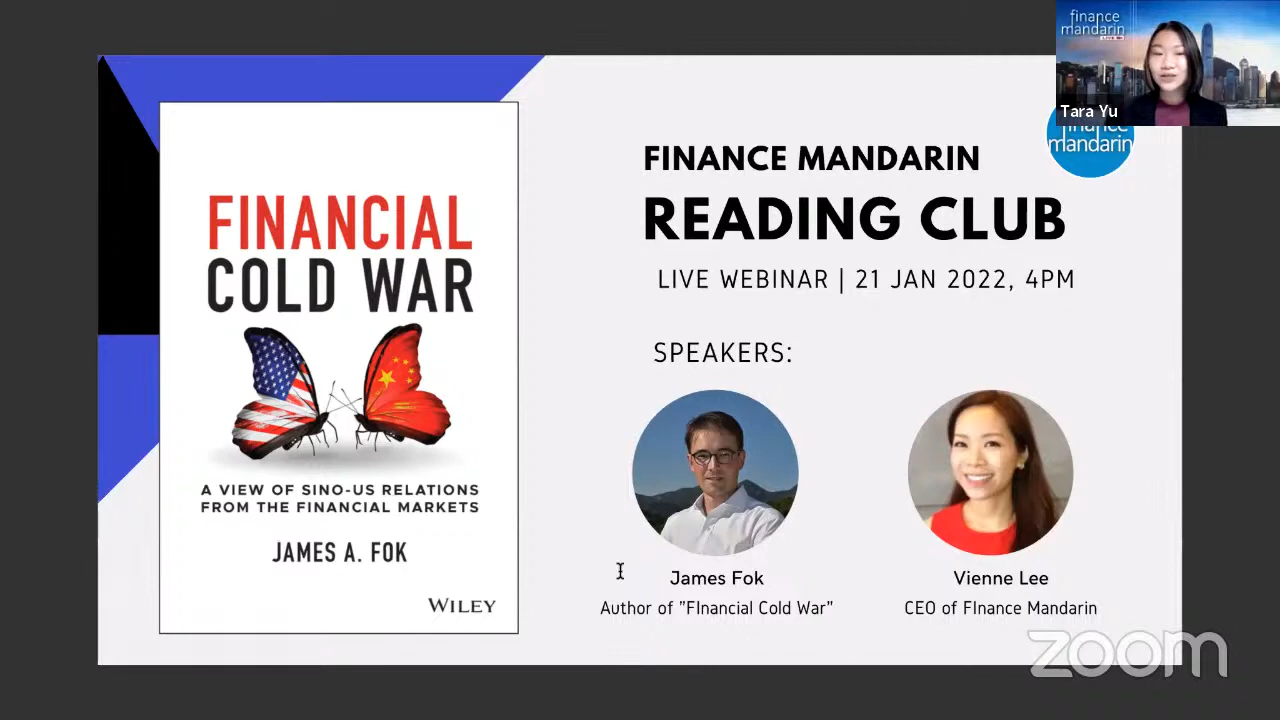 finance
mandarin
Tara Yu
finance
mandarin
FINANCE MANDARIN
READING CLUB
LIVE WEBINAR | 21 JAN 2022, 4PM
SPEAKERS:
FINANCIAL
COLD WAR
A VIEW OF SINO-US RELATIONS
FROM THE FINANCIAL MARKETS
JAMES A. FOK
WILEY
James Fok
Author of "FInancial Cold War"
Vienne Lee
CEO of FInance Mandarin
zoom